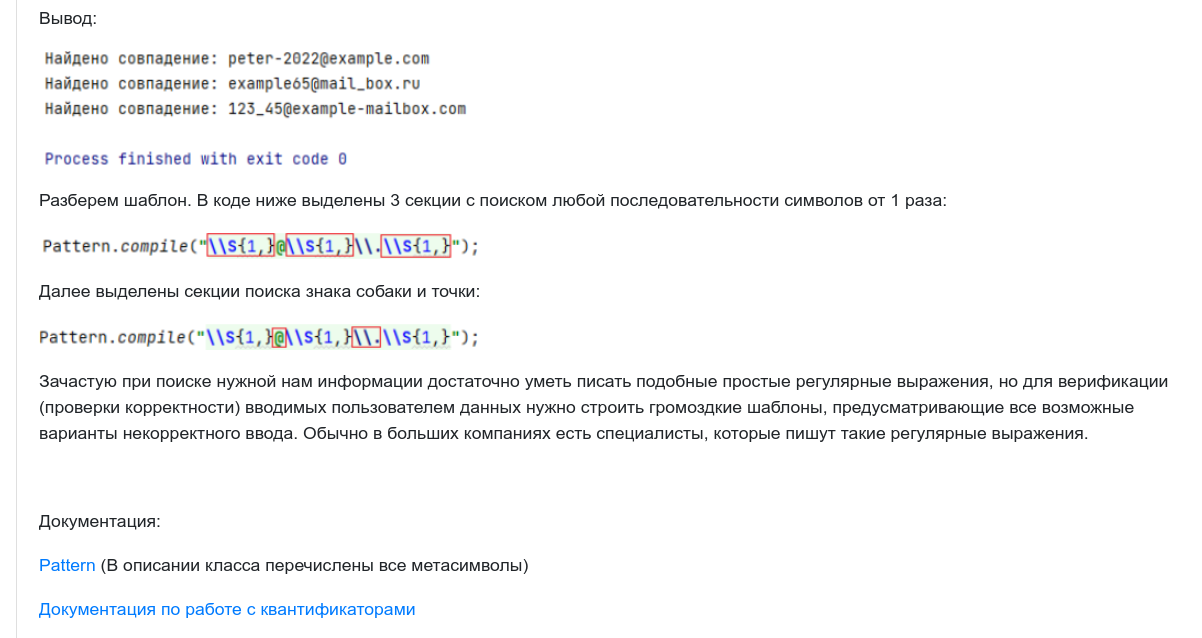 Вывод:
Найдено совпадение: peter-2022@example.com
Найдено совпадение: example65@mail_box.ru
Найдено совпадение: 123_45@example-mailbox.com
Process finished with exit code 0
Разберем шаблон. В коде ниже выделены 3 секции с поиском любой последовательности символов от 1 раза:
Pattern.compile("\\S{1,}@\\S{1,}\\.\\S{1,}");
Далее выделены секции поиска знака собаки и точки:
Pattern.compile("\\S{1,}@\\S{1,}\\.\\S{1,}");
Зачастую при поиске нужной нам информации достаточно уметь писать подобные простые регулярные выражения, но для верификации
(проверки корректности) вводимых пользователем данных нужно строить громоздкие шаблоны, предусматривающие все возможные
варианты некорректного ввода. Обычно в больших компаниях есть специалисты, которые пишут такие регулярные выражения.
Документация:
Pattern (В описании класса перечислены все метасимволы)
Документация по работе с квантификаторами